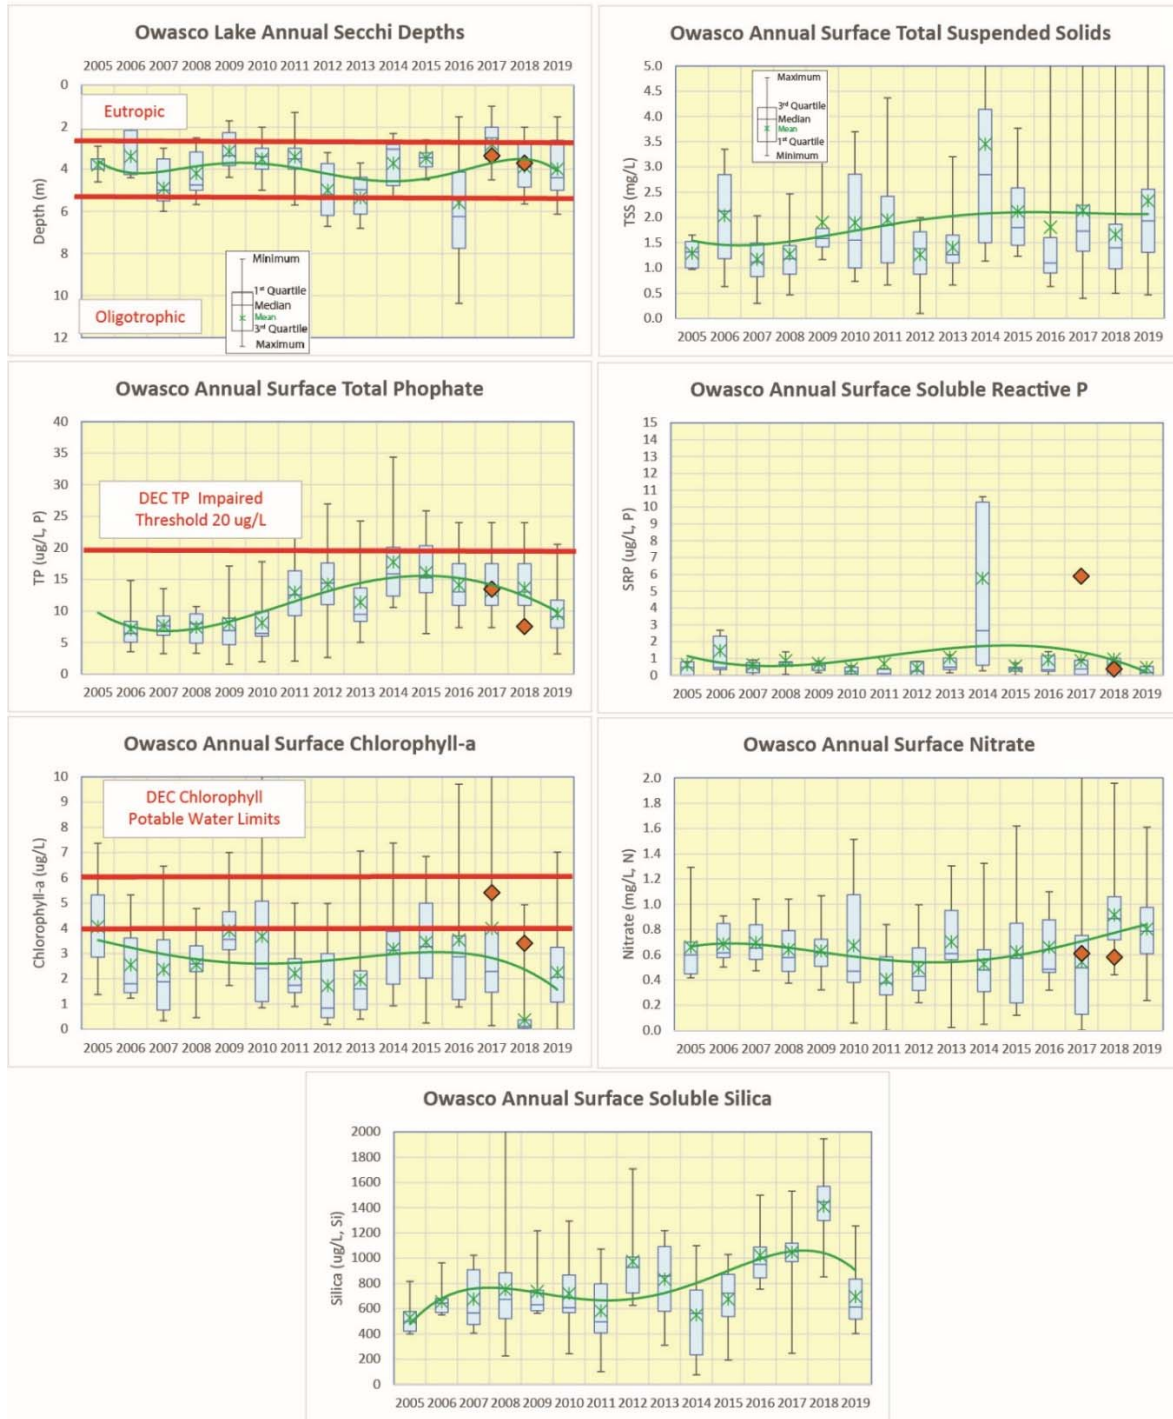 Owasco Lake Annual Secchi Depths
2005 2006 2007 2008 2009 2010 2011 2012 2013 2014 2015 2016 2017 2018 2019
0
2
4
6
8
10
12
Depth (m)
Eutropic
Oligotrophic
Minimum
1st Quartile
Median
Mean
3rd Quartile
Maximum
Owasco Annual Surface Total Suspended Solids
5.0
4.5
4.0
3.5
3.0
2.5
2.0
1.5
1.0
0.5
0.0
TSS (mg/L)
Maximum
3rd Quartile
Median
Mean
1st Quartile
Minimum
2005 2006 2007 2008 2009 2010 2011 2012 2013 2014 2015 2016 2017 2018 2019
Owasco Annual Surface Total Phophate
40
35
30
25
20
15
10
5
0
TP (ug/L, P)
DEC TP Impaired
Threshold 20 ug/L
2005 2006 2007 2008 2009 2010 2011 2012 2013 2014 2015 2016 2017 2018 2019
Owasco Annual Surface Soluble Reactive P
15
14
13
12
11
10
9
8
7
6
5
4
3
2
1
0
SRP (ug/L, P)
2005 2006 2007 2008 2009 2010 2011 2012 2013 2014 2015 2016 2017 2018 2019
Owasco Annual Surface Chlorophyll-a
10
9
8
7
6
5
4
3
2
1
0
Chlorophyll-a (ug/L)
DEC Chlorophyll
Potable Water Limits
2005 2006 2007 2008 2009 2010 2011 2012 2013 2014 2015 2016 2017 2018 2019
Owasco Annual Surface Nitrate
2.0
1.8
1.6
1.4
1.2
1.0
0.8
0.6
0.4
0.2
0.0
Nitrate (mg/L, N)
2005 2006 2007 2008 2009 2010 2011 2012 2013 2014 2015 2016 2017 2018 2019
Owasco Annual Surface Soluble Silica
2000
1800
1600
1400
1200
1000
800
600
400
200
0
Silica (ug/L, Si)
2005 2006 2007 2008 2009 2010 2011 2012 2013 2014 2015 2016 2017 2018 2019